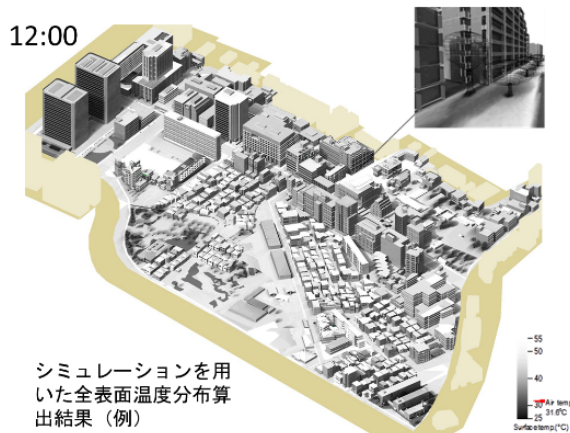 12:00
シミュレーションを用
いた全表面温度分布算
出結果（例）
55
50
40
30
Air temp
31.6℃
25
Surfacetemp.(℃)